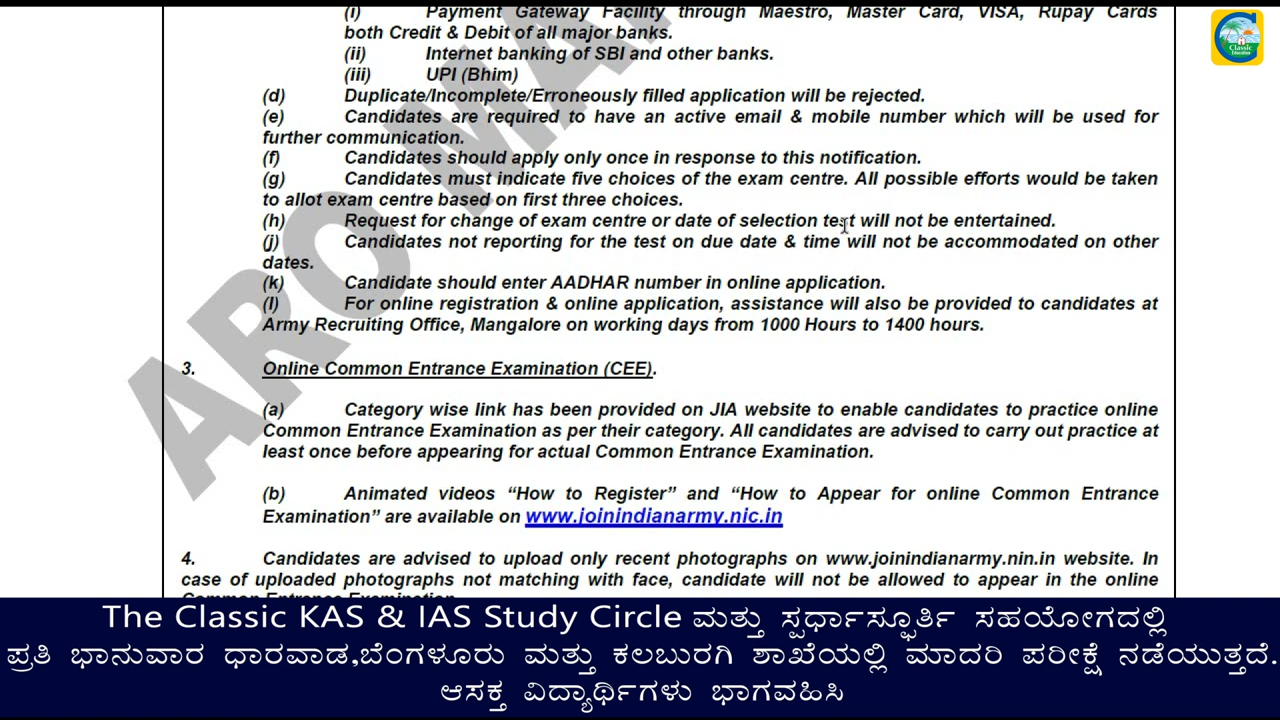 (i) Payment Gateway Facility through Maestro, Master Card, VISA, Rupay Cards
both Credit & Debit of all major banks.
(ii) Internet banking of SBI and other banks.
(iii) UPI (Bhim)
(d) Duplicate/Incomplete/Erroneously filled application will be rejected.
(e) Candidates are required to have an active email & mobile number which will be used for
further communication.
(f) Candidates should apply only once in response to this notification.
(g) Candidates must indicate five choices of the exam centre. All possible efforts would be taken
to allot exam centre based on first three choices.
(h) Request for change of exam centre or date of selection test will not be entertained.
(j) Candidates not reporting for the test on due date & time will not be accommodated on other
dates.
(k) Candidate should enter AADHAR number in online application.
(l) For online registration & online application, assistance will also be provided to candidates at
Army Recruiting Office, Mangalore on working days from 1000 Hours to 1400 hours.
3. Online Common Entrance Examination (CEE).
(a) Category wise link has been provided on JIA website to enable candidates to practice online
Common Entrance Examination as per their category. All candidates are advised to carry out practice at
least once before appearing for actual Common Entrance Examination.
(b) Animated videos “How to Register” and “How to Appear for online Common Entrance
Examination” are available on www.joinindianarmy.nic.in
4. Candidates are advised to upload only recent photographs on www.joinindianarmy.nin.in website. In
case of uploaded photographs not matching with face, candidate will not be allowed to appear in the online
Common Entrance Examination
ARO MA
Classic
Education
The Classic KAS & IAS Study Circle ಮತ್ತು ಸ್ಪರ್ಧಾಸ್ಫೂರ್ತಿ ಸಹಯೋಗದಲ್ಲಿ
ಪ್ರತಿ ಭಾನುವಾರ ಧಾರವಾಡ,ಬೆಂಗಳೂರು ಮತ್ತು ಕಲಬುರಗಿ ಶಾಖೆಯಲ್ಲಿ ಮಾದರಿ ಪರೀಕ್ಷೆ ನಡೆಯುತ್ತದೆ.
ಆಸಕ್ತ ವಿದ್ಯಾರ್ಥಿಗಳು ಭಾಗವಹಿಸಿ